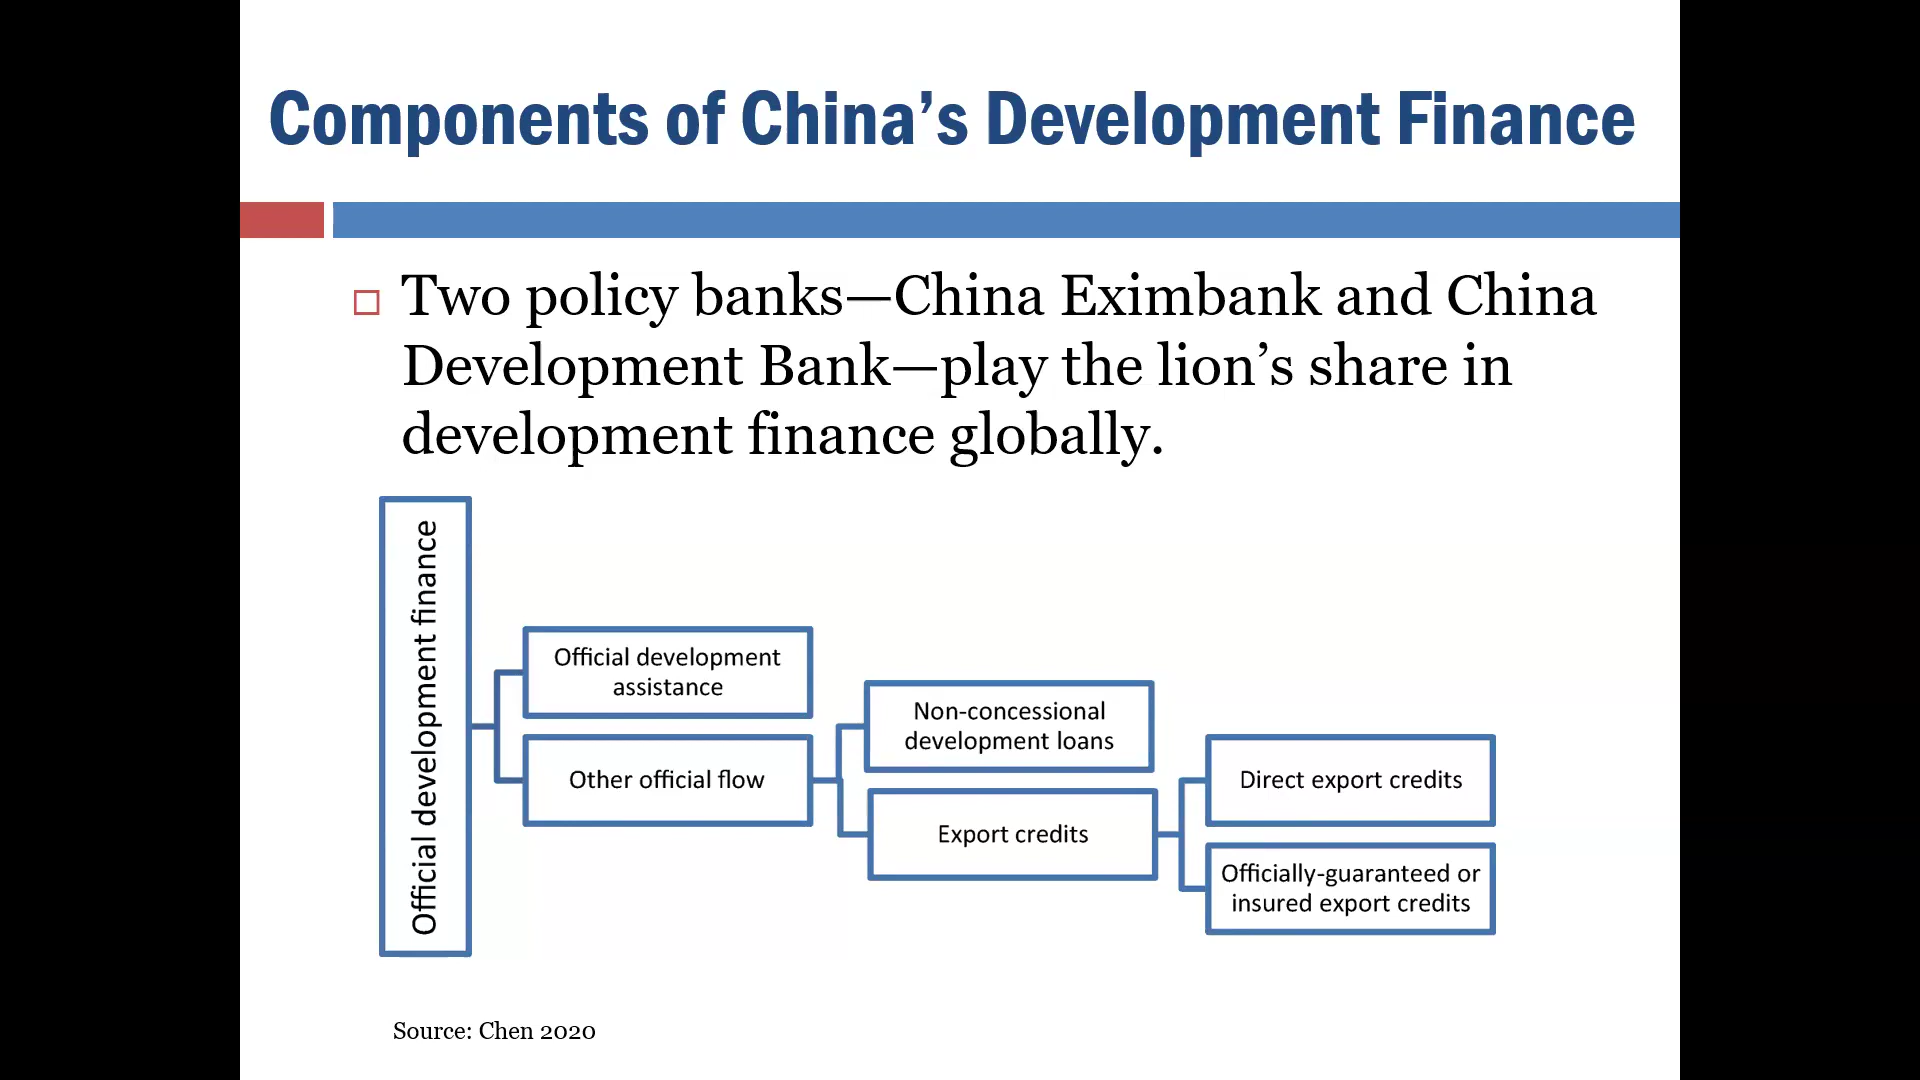 Components of China’s Development Finance
Two policy banks—China Eximbank and China
Development Bank—play the lion’s share in
development finance globally.
Official development finance
Official development
assistance
Other official flow
Non-concessional
development loans
Export credits
Direct export credits
Officially-guaranteed or
insured export credits
Source: Chen 2020